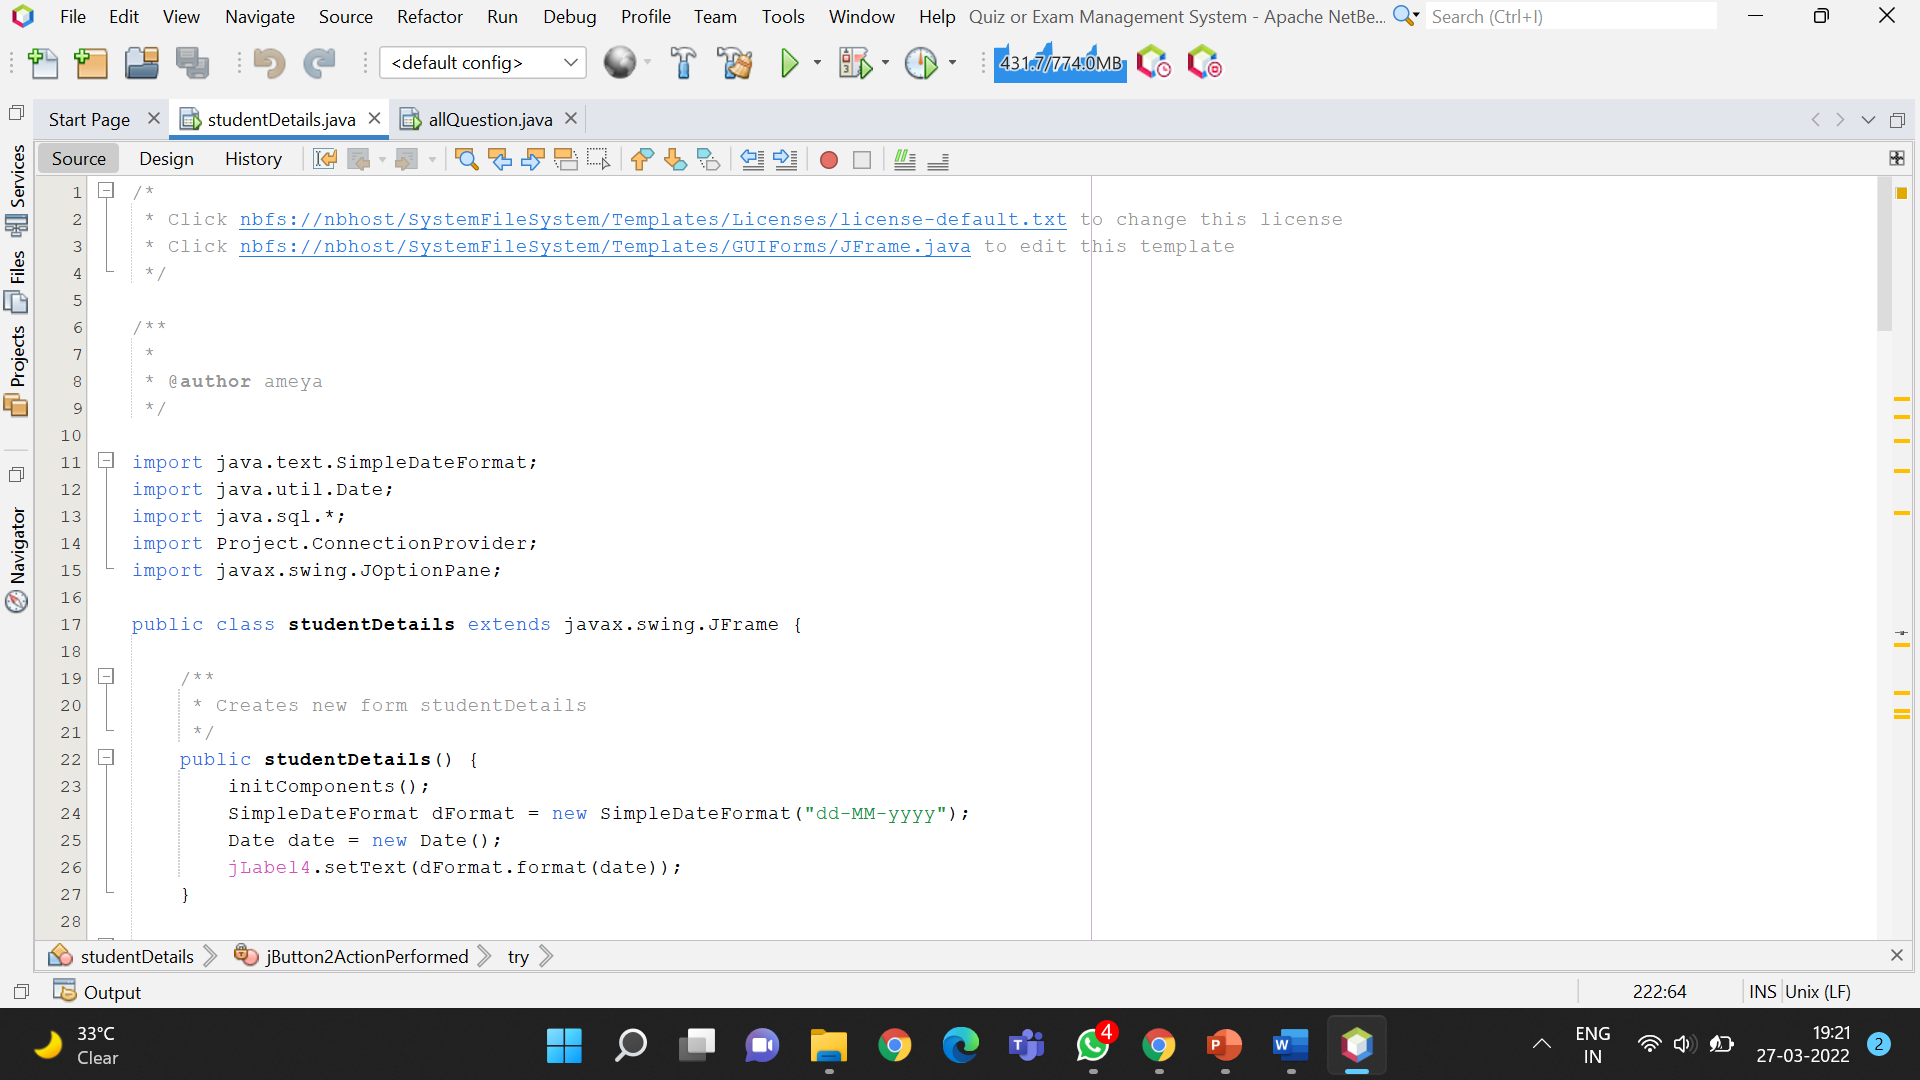 File Edit View Navigate Source Refactor Run Debug Profile Team Tools Window Help Quiz or Exam Management System - Apache NetBe... Search (Ctrl+I)
<default config> 431.7/774.0MB
Start Page studentDetails.java allQuestion.java
Source Design History
Services
Files
Projects
Navigator
1 /*
2 * Click nbfs://nbhost/SystemFileSystem/Templates/Licenses/license-default.txt to change this license
3 * Click nbfs://nbhost/SystemFileSystem/Templates/GUIForms/JFrame.java to edit this template
4 */
5
6 /**
7 *
8 * @author ameya
9 */
10
11 import java.text.SimpleDateFormat;
12 import java.util.Date;
13 import java.sql.*;
14 import Project.ConnectionProvider;
15 import javax.swing.JOptionPane;
16
17 public class studentDetails extends javax.swing.JFrame {
18
19 /**
20 * Creates new form studentDetails
21 */
22 public studentDetails() {
23 initComponents();
24 SimpleDateFormat dFormat = new SimpleDateFormat("dd-MM-yyyy");
25 Date date = new Date();
26 jLabel4.setText(dFormat.format(date));
27 }
28
studentDetails jButton2ActionPerformed try
Output 222:64 INS Unix (LF)
33°C
Clear
4
ENG
IN
19:21
27-03-2022
2